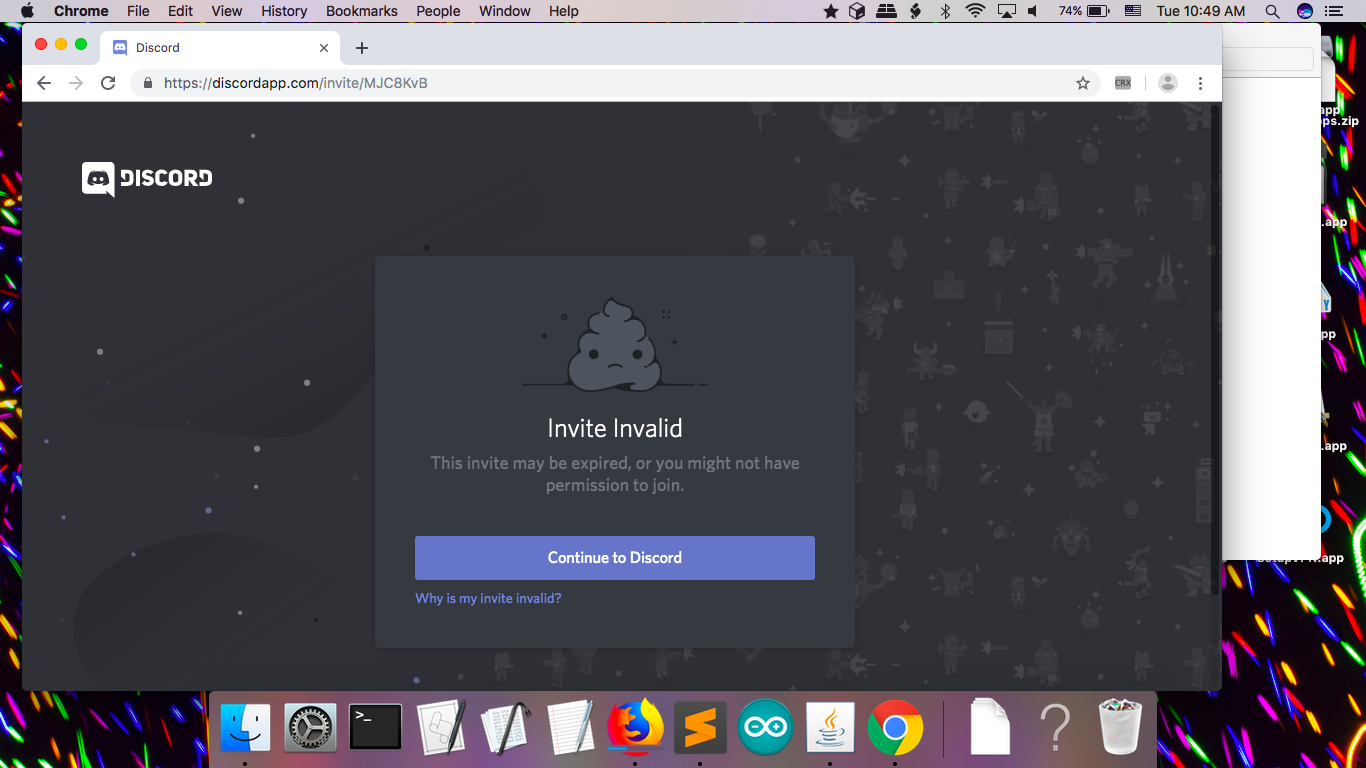 Chrome File Edit View History Bookmarks People Window Help 74% Tue 10:49 AM
Discord
https://discordapp.com/invite/MJC8KvB
CRX
.app
ps.zip
DISCORD
.app
Invite Invalid
This invite may be expired, or you might not have
permission to join.
.app
Continue to Discord
Why is my invite invalid?
>_